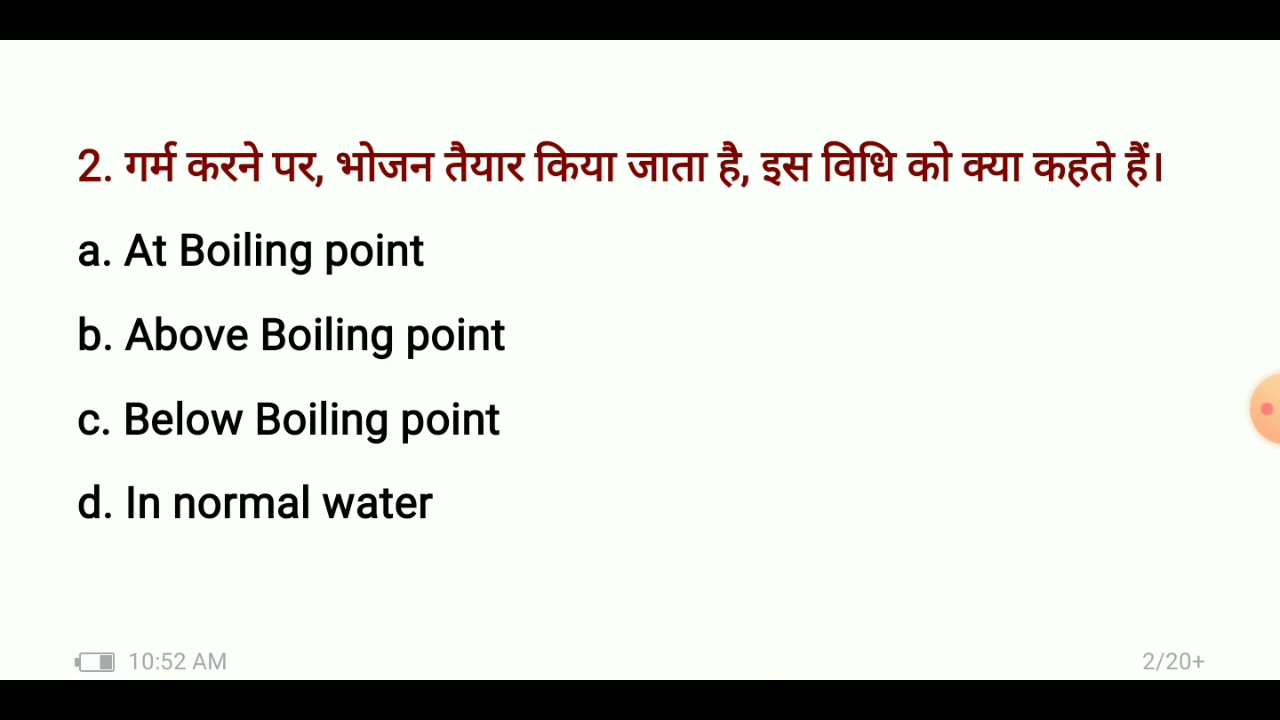 2. गर्म करने पर, भोजन तैयार किया जाता है, इस विधि को क्या कहते हैं।
a. At Boiling point
b. Above Boiling point
c. Below Boiling point
d. In normal water
10:52 AM
2/20+